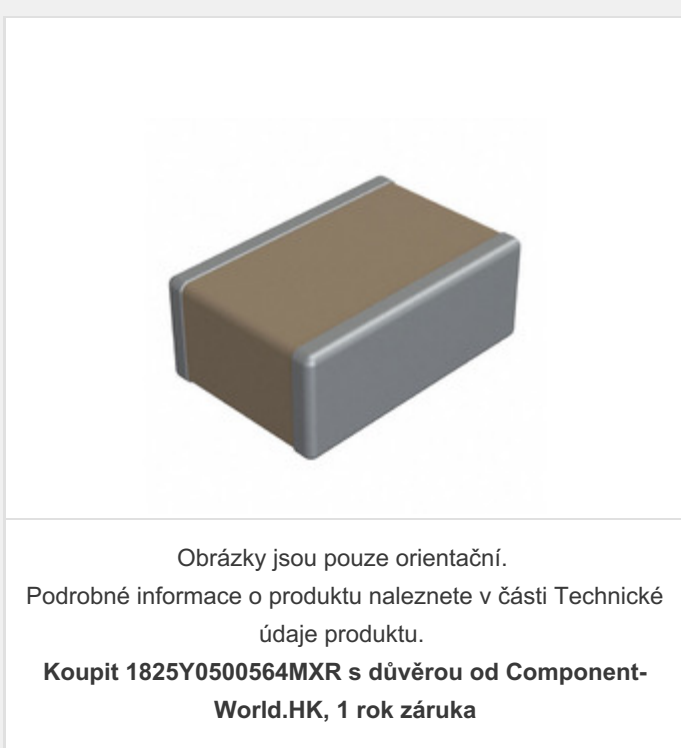 Obrázky jsou pouze orientační.
Podrobné informace o produktu naleznete v části Technické
údaje produktu.
Koupit 1825Y0500564MXR s důvěrou od Component-
World.HK, 1 rok záruka